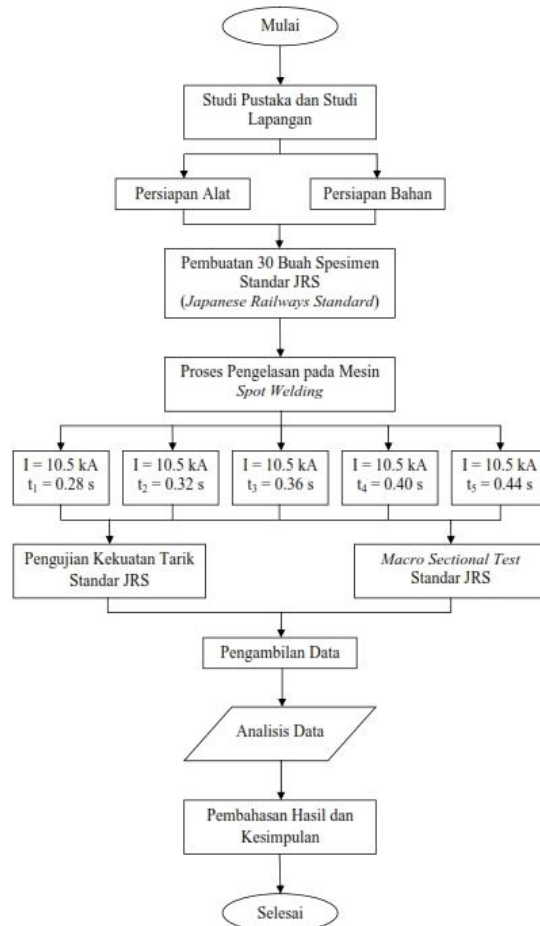 Mulai
Studi Pustaka dan Studi
Lapangan
Persiapan Alat
Persiapan Bahan
Pembuatan 30 Buah Spesimen
Standar JRS
(Japanese Railways Standard)
Proses Pengelasan pada Mesin
Spot Welding
I = 10.5 kA
t₁ = 0.28 s
I = 10.5 kA
t₂ = 0.32 s
I = 10.5 kA
t₃ = 0.36 s
I = 10.5 kA
t₄ = 0.40 s
I = 10.5 kA
t₅ = 0.44 s
Pengujian Kekuatan Tarik
Standar JRS
Macro Sectional Test
Standar JRS
Pengambilan Data
Analisis Data
Pembahasan Hasil dan
Kesimpulan
Selesai